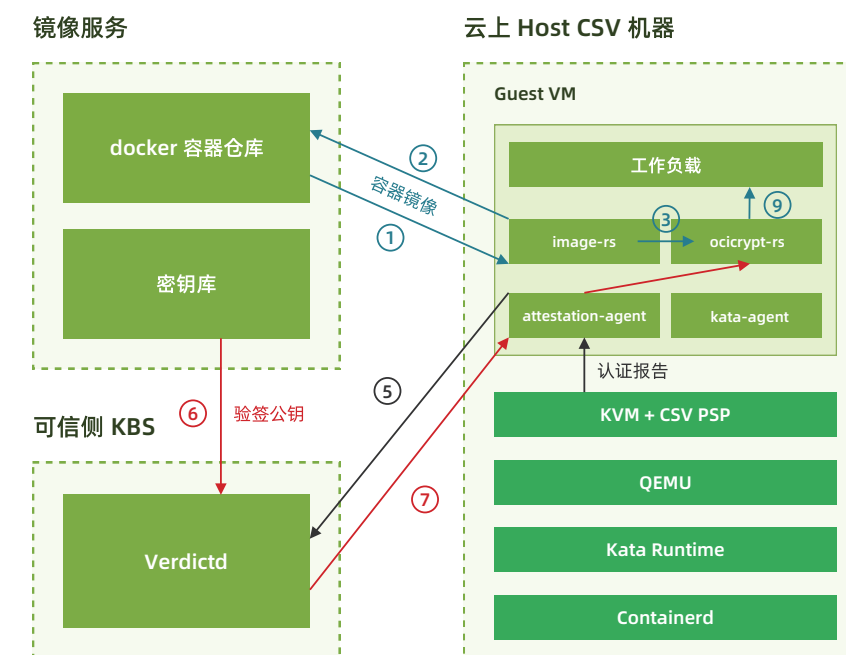 镜像服务
docker 容器仓库
密钥库
⑥
验签公钥
可信侧 KBS
Verdictd
②
容器镜像
①
⑤
⑦
云上 Host CSV 机器
Guest VM
工作负载
③
⑨
image-rs
ocicrypt-rs
attestation-agent
kata-agent
认证报告
KVM + CSV PSP
QEMU
Kata Runtime
Containerd